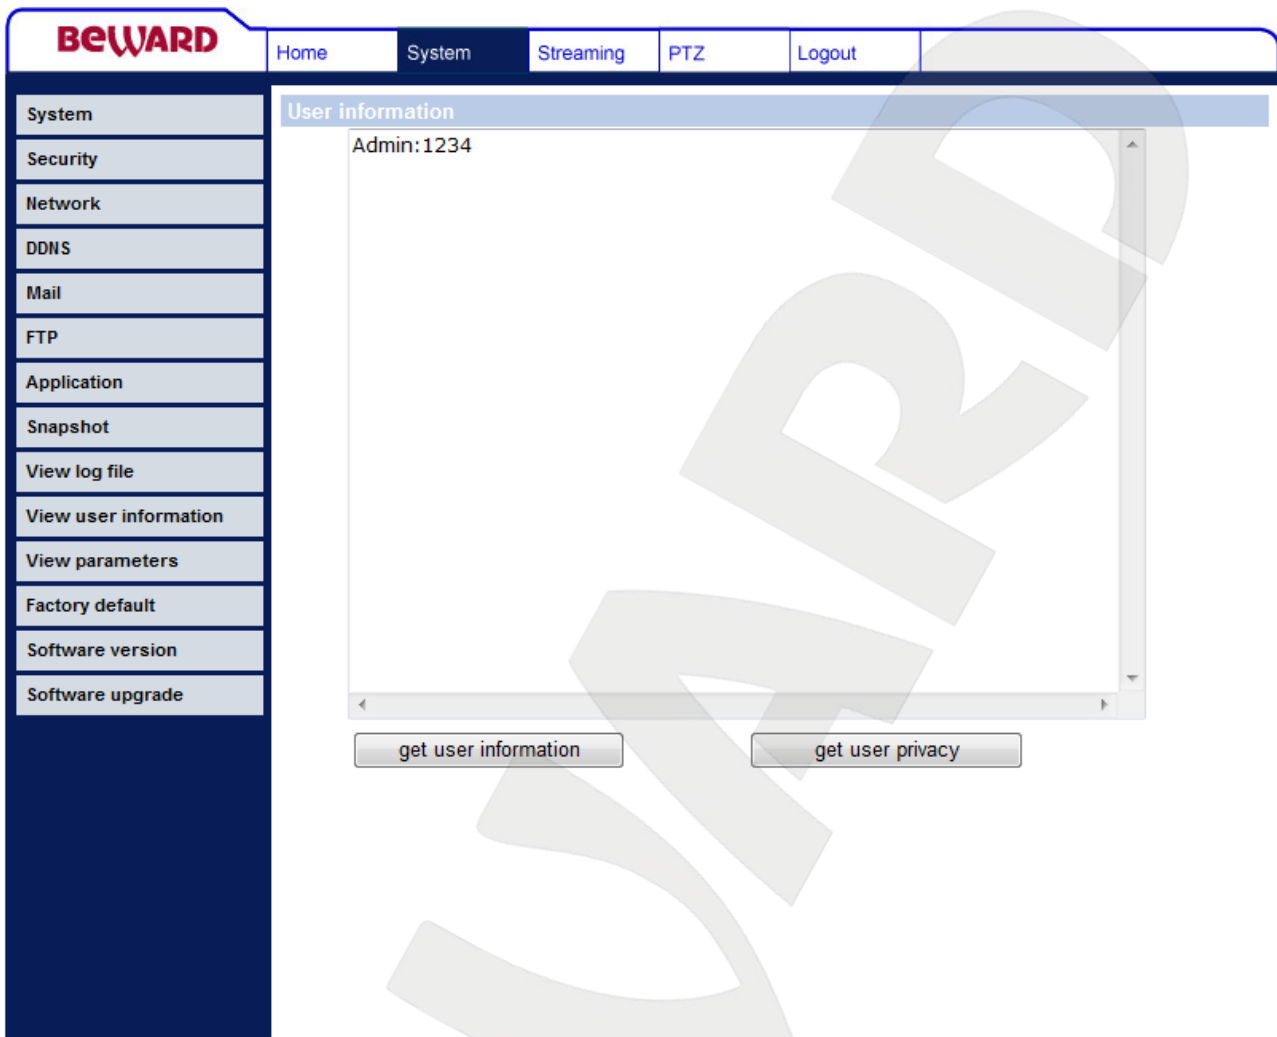 BEWARD
Home System Streaming PTZ Logout
System
Security
Network
DDNS
Mail
FTP
Application
Snapshot
View log file
View user information
View parameters
Factory default
Software version
Software upgrade
User information
Admin:1234
get user information get user privacy
WARD